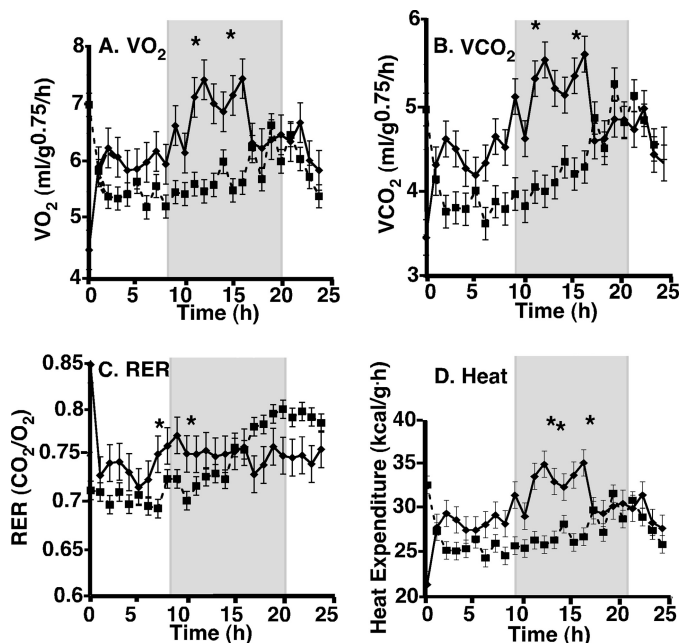 A. VO2
8
7
6
5
4
VO2 (ml/g0.75/h)
0 5 10 15 20 25
Time (h)
* *
B. VCO2
6
5
4
3
VCO2 (ml/g0.75/h)
0 5 10 15 20 25
Time (h)
* *
C. RER
0.85
0.8
0.75
0.7
0.65
0.6
RER (CO2/O2)
0 5 10 15 20 25
Time (h)
* *
D. Heat
40
35
30
25
26
20
Heat Expenditure (kcal/g·h)
0 5 10 15 20 25
Time (h)
* * *